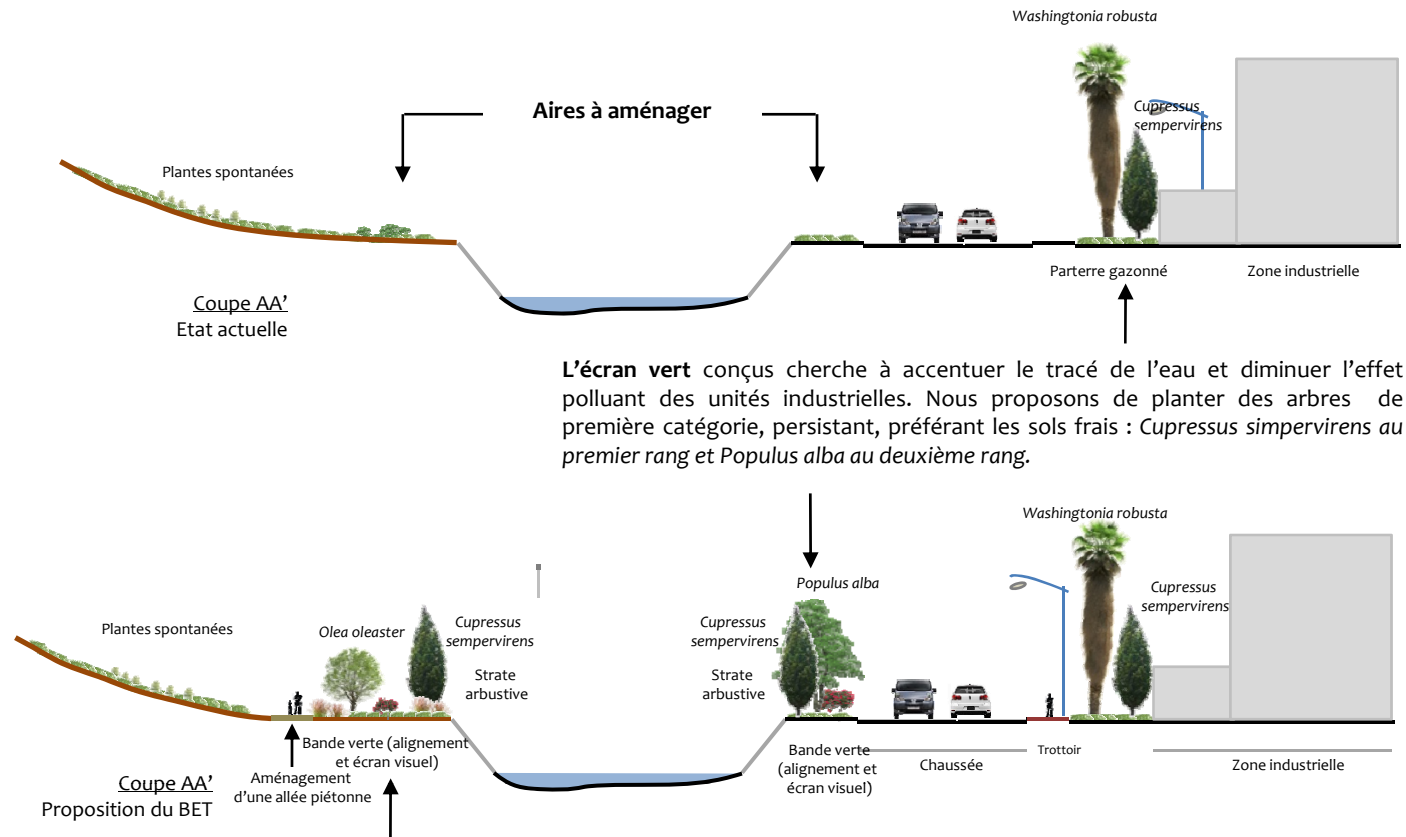 Washingtonia robusta
Aires à aménager
Cupressus
sempervirens
Plantes spontanées
Parterre gazonné
Zone industrielle
Coupe AA’
Etat actuelle
L’écran vert conçus cherche à accentuer le tracé de l’eau et diminuer l’effet
polluant des unités industrielles. Nous proposons de planter des arbres de
première catégorie, persistant, préférant les sols frais : Cupressus simpervirens au
premier rang et Populus alba au deuxième rang.
Washingtonia robusta
Populus alba
Cupressus
sempervirens
Plantes spontanées
Olea oleaster
Cupressus
sempervirens
Cupressus
sempervirens
Strate
arbustive
Strate
arbustive
Bande verte (alignement
et écran visuel)
Bande verte
(alignement et
écran visuel)
Chaussée
Trottoir
Zone industrielle
Aménagement
d’une allée piétonne
Coupe AA’
Proposition du BET